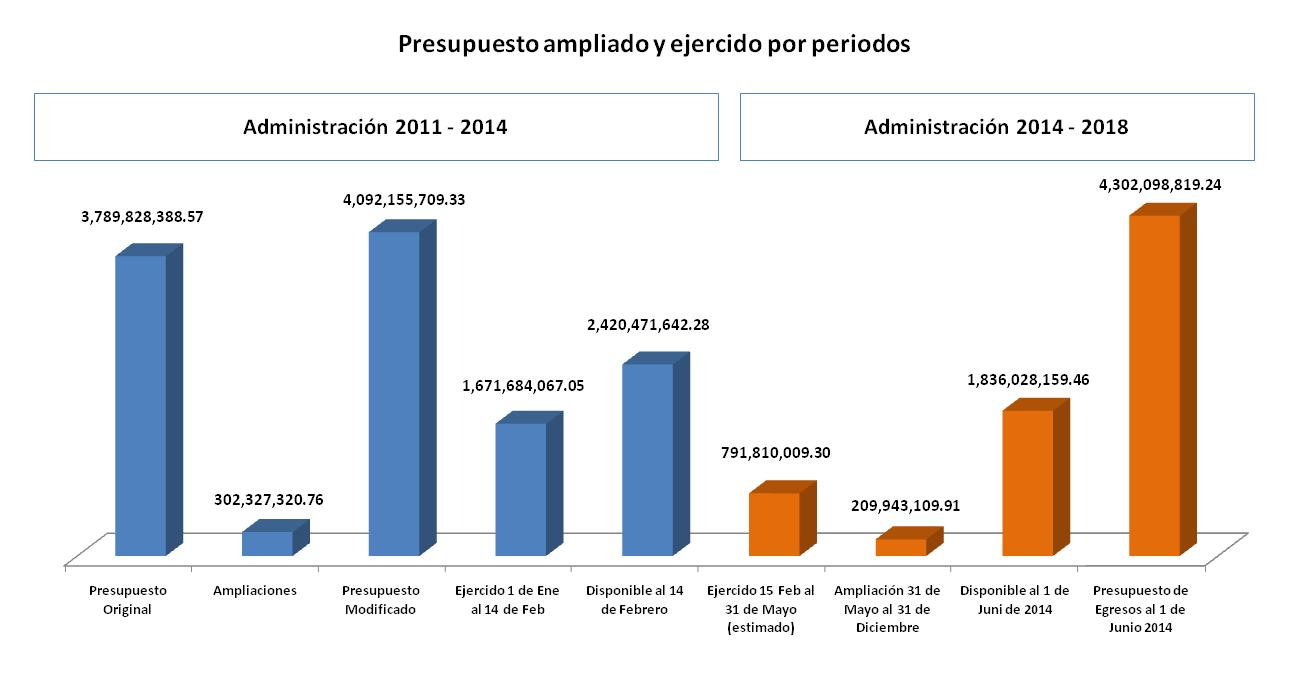 Presupuesto ampliado y ejercido por periodos
Administración 2011 - 2014
Administración 2014 - 2018
3,789,828,388.57
302,327,320.76
4,092,155,709.33
1,671,684,067.05
2,420,471,642.28
791,810,009.30
209,943,109.91
1,836,028,159.46
4,302,098,819.24
Presupuesto
Original
Ampliaciones
Presupuesto
Modificado
Ejercido 1 de Ene
al 14 de Feb
Disponible al 14
de Febrero
Ejercido 15 Feb al
31 de Mayo
(estimado)
Ampliación 31 de
Mayo al 31 de
Diciembre
Disponible al 1 de
Juni de 2014
Presupuesto de
Egresos al 1 de
Junio 2014